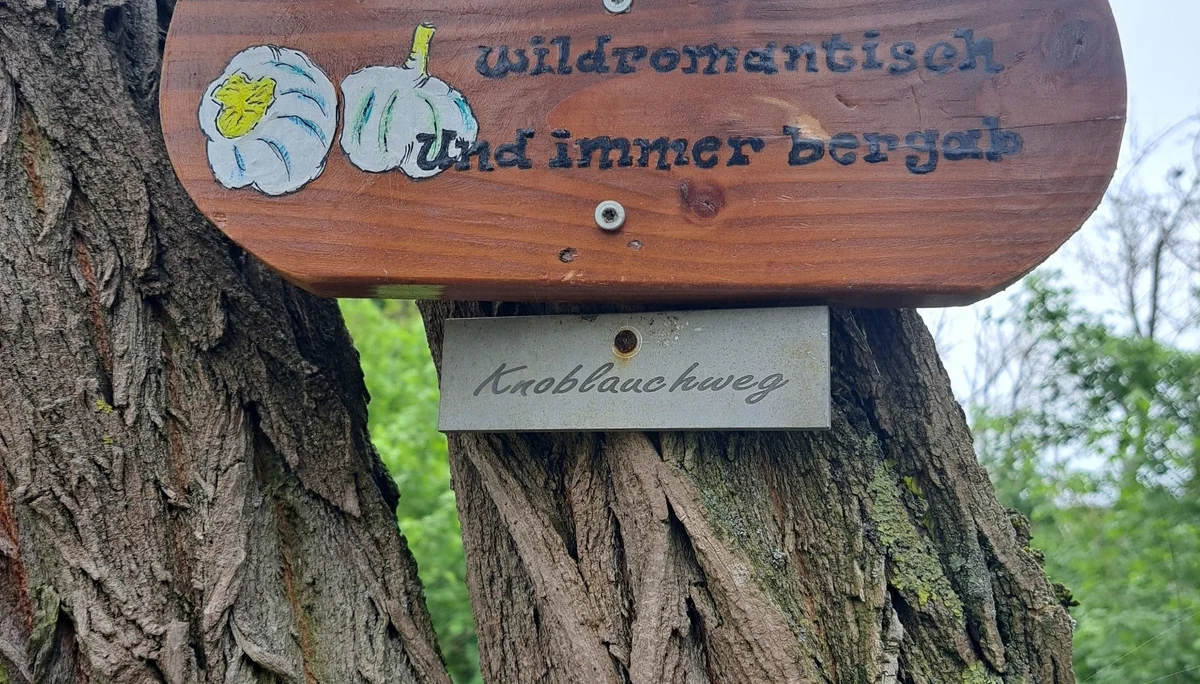 wildromantisch
und immer bergab
Knoblauchweg